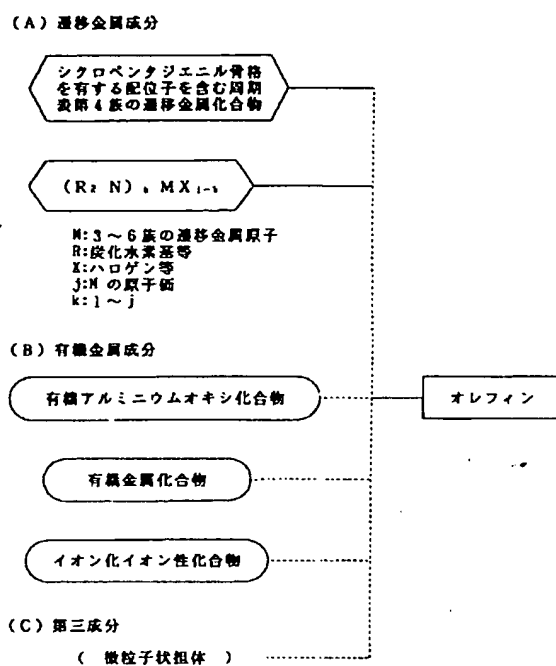 (A) 遷移金属成分
シクロペンタジエニル骨格
を有する配位子を含む周期
表第4族の遷移金属化合物
(R₂ N)ₖ MXⱼ₋ₖ
M:3～6族の遷移金属原子
R:炭化水素基等
X:ハロゲン等
j:Mの原子価
k:1～j
(B) 有機金属成分
有機アルミニウムオキシ化合物
オレフィン
有機金属化合物
イオン化イオン性化合物
(C) 第三成分
( 微粒子状担体 )